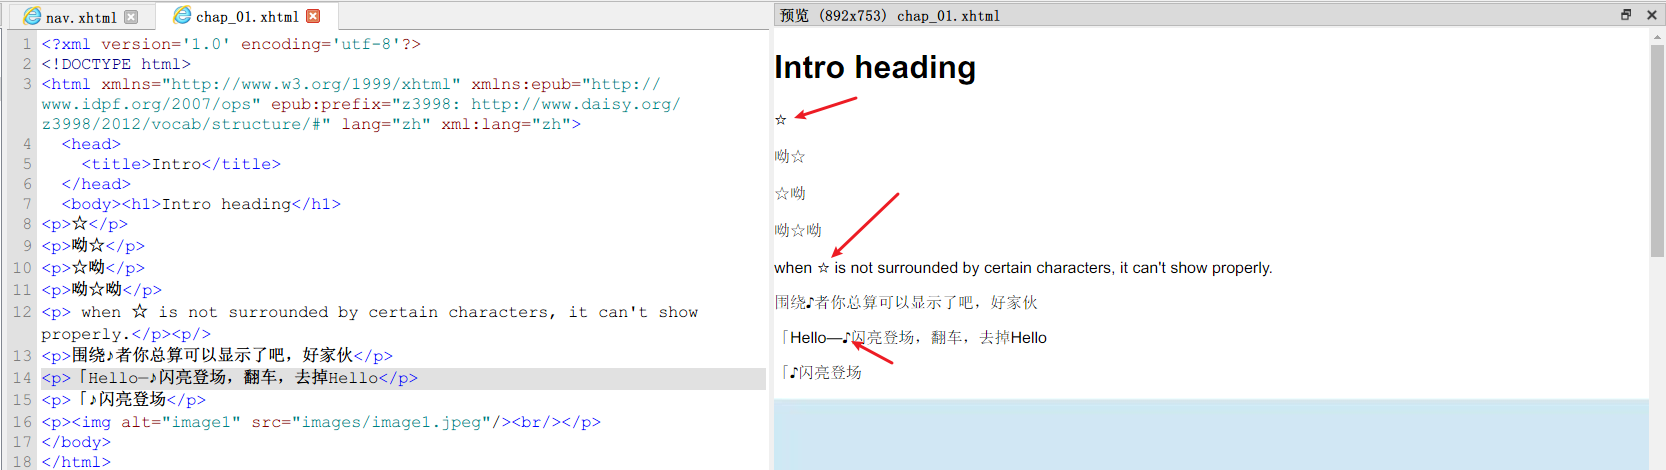 nav.xhtml
chap_01.xhtml
1 <?xml version='1.0' encoding='utf-8'?>
2 <!DOCTYPE html>
3 <html xmlns="http://www.w3.org/1999/xhtml" xmlns:epub="http://
www.idpf.org/2007/ops" epub:prefix="z3998: http://www.daisy.org/
z3998/2012/vocab/structure/#" lang="zh" xml:lang="zh">
4 <head>
5 <title>Intro</title>
6 </head>
7 <body><h1>Intro heading</h1>
8 <p>☆</p>
9 <p>呦☆</p>
10 <p>☆呦</p>
11 <p>呦☆呦</p>
12 <p> when ☆ is not surrounded by certain characters, it can't show
properly.</p><p/>
13 <p>围绕♪者你总算可以显示了吧，好家伙</p>
14 <p>「Hello—♪闪亮登场，翻车，去掉Hello</p>
15 <p>「♪闪亮登场</p>
16 <p><img alt="image1" src="images/image1.jpeg"/><br/></p>
17 </body>
18 </html>
预览 (892x753) chap_01.xhtml
Intro heading
☆
呦☆
☆呦
呦☆呦
when ☆ is not surrounded by certain characters, it can't show properly.
围绕♪者你总算可以显示了吧，好家伙
「Hello—♪闪亮登场，翻车，去掉Hello
「♪闪亮登场